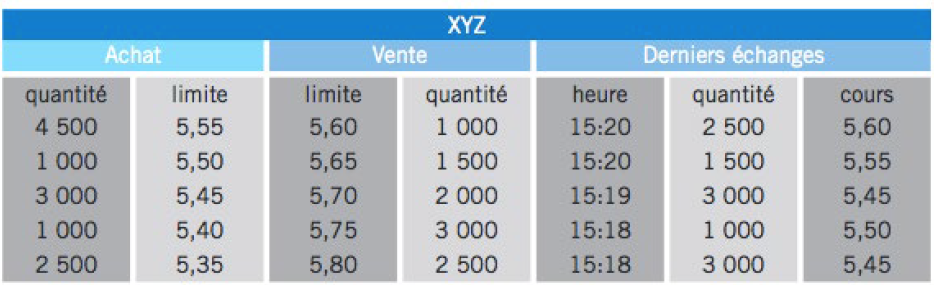 XYZ
Achat Vente Derniers échanges
quantité limite limite quantité heure quantité cours
4 500 5,55 5,60 1 000 15:20 2 500 5,60
1 000 5,50 5,65 1 500 15:20 1 500 5,55
3 000 5,45 5,70 2 000 15:19 3 000 5,45
1 000 5,40 5,75 3 000 15:18 1 000 5,50
2 500 5,35 5,80 2 500 15:18 3 000 5,45